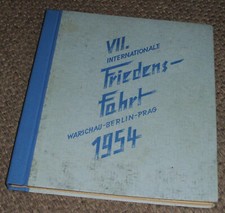 VII.
INTERNATIONALE
Friedens-
Fahrt
WARSCHAU-BERLIN-PRAG
1954